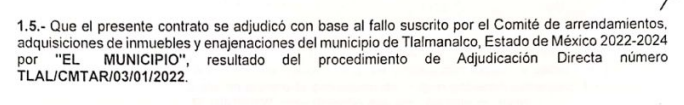 1.5.- Que el presente contrato se adjudicó con base al fallo suscrito por el Comité de arrendamientos,
adquisiciones de inmuebles y enajenaciones del municipio de Tlalmanalco, Estado de México 2022-2024
por "EL MUNICIPIO", resultado del procedimiento de Adjudicación Directa número
TLAL/CMTAR/03/01/2022.